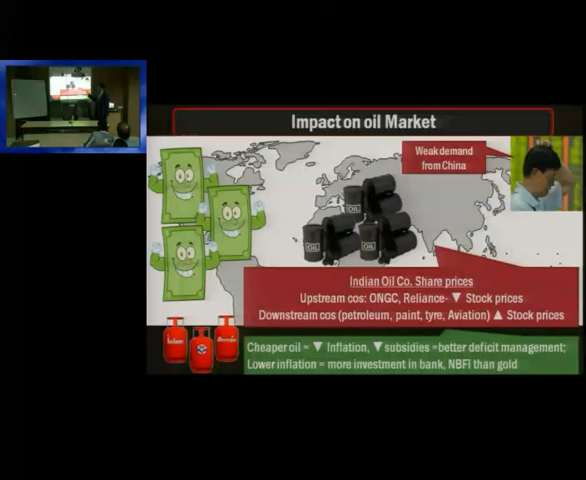 Impact on oil Market
Weak demand
from China
OIL
OIL
OIL
Indian Oil Co. Share prices
Upstream cos: ONGC, Reliance- ▼ Stock prices
Downstream cos (petroleum, paint, tyre, Aviation) ▲ Stock prices
Cheaper oil = ▼ Inflation, ▼subsidies =better deficit management;
Lower inflation = more investment in bank, NBFI than gold